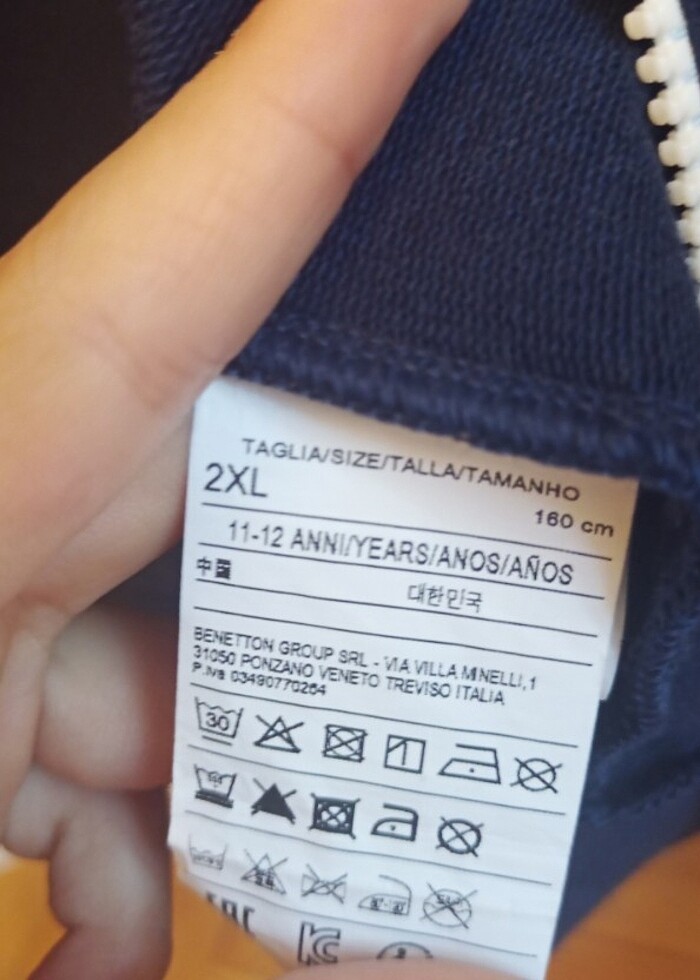 TAGLIA/SIZE/TALLA/TAMANHO
2XL
160 cm
11-12 ANNI/YEARS/ANOS/AÑOS
中國
대한민국
BENETTON GROUP SRL - VIA VILLA MINELLI,1
31050 PONZANO VENETO TREVISO ITALIA
P.Iva 03490770264
30